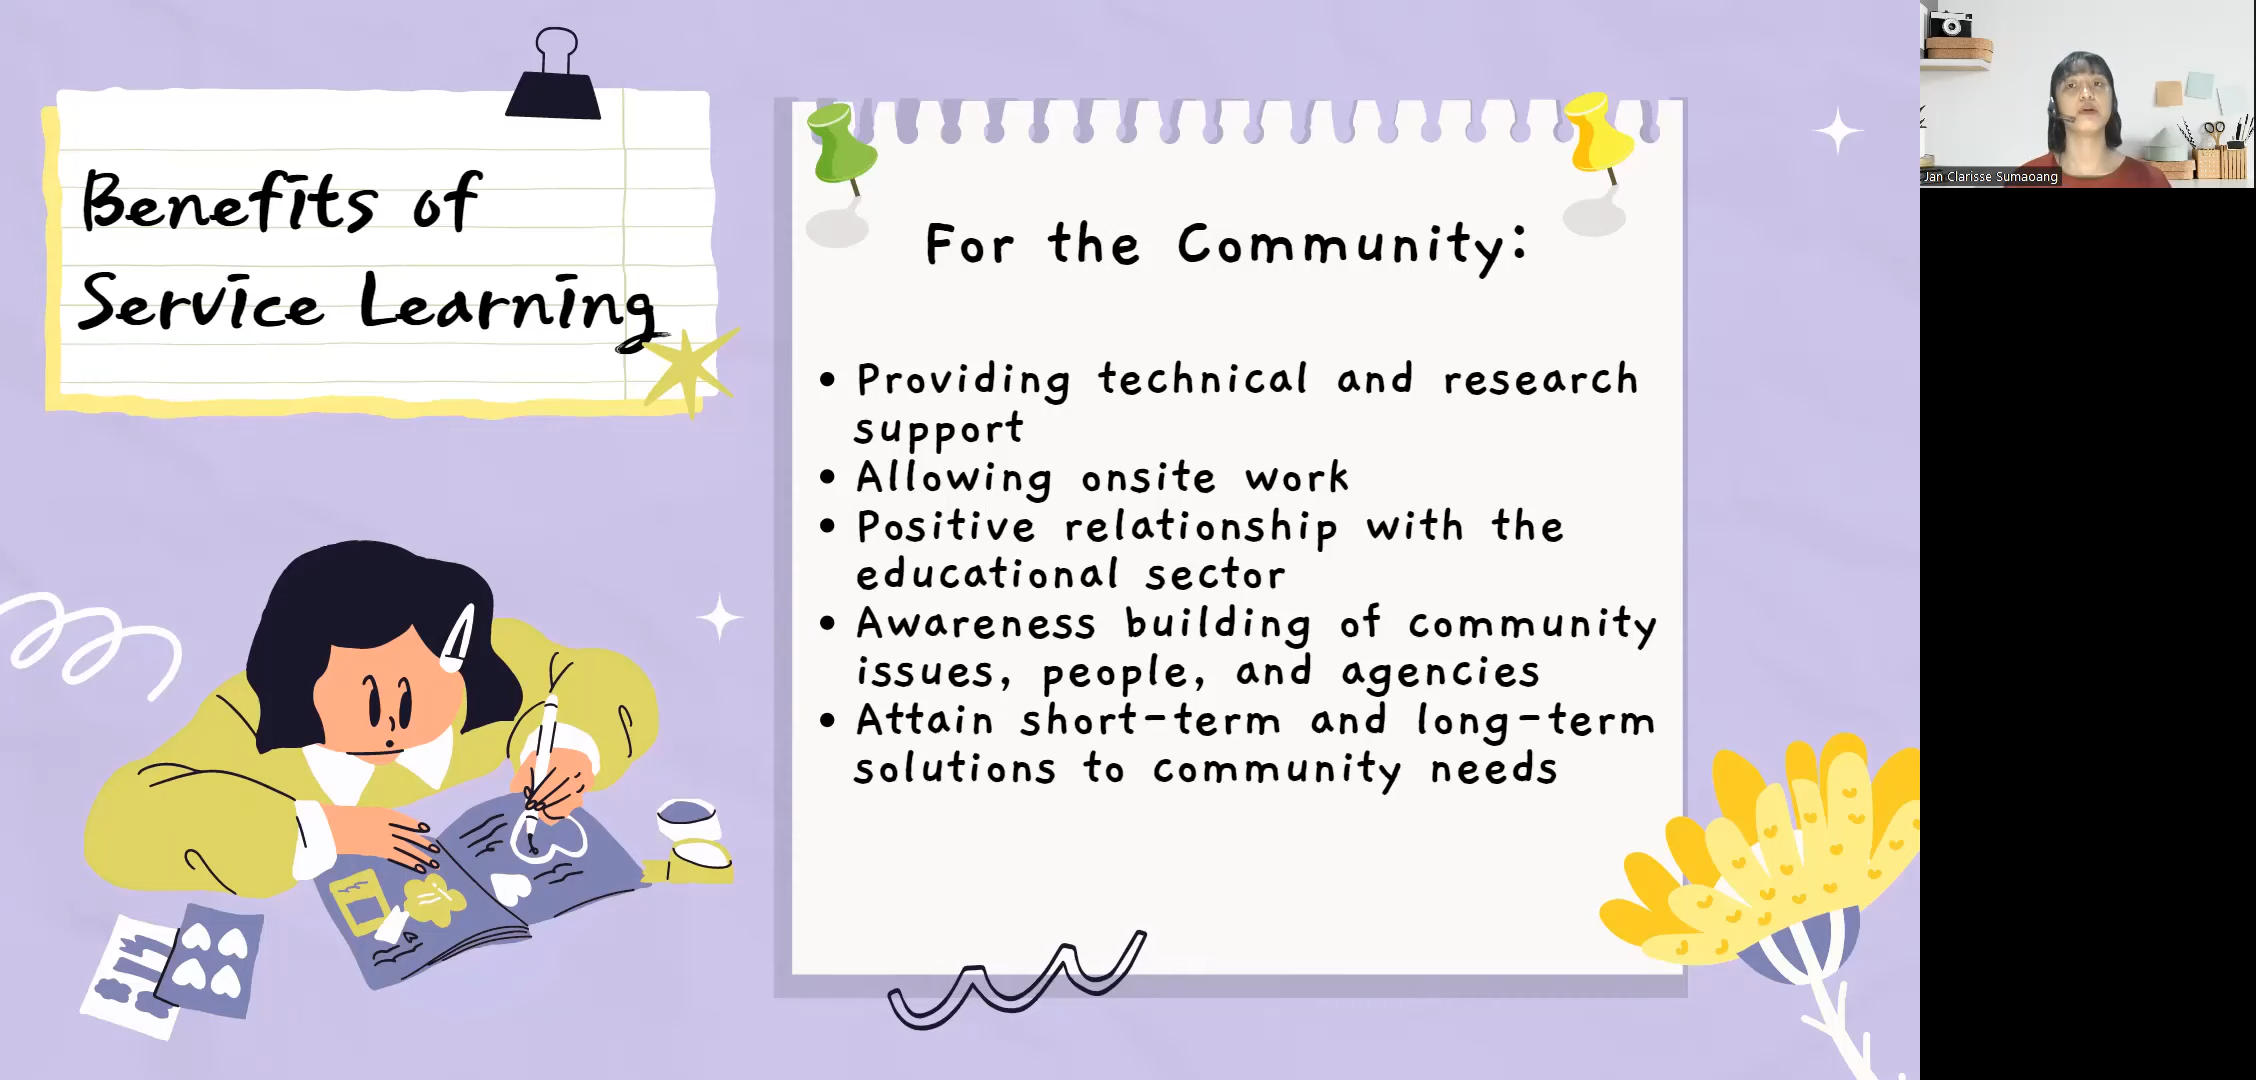 Benefits of
Service Learning
For the Community:
• Providing technical and research
support
• Allowing onsite work
• Positive relationship with the
educational sector
• Awareness building of community
issues, people, and agencies
• Attain short-term and long-term
solutions to community needs
Jan Clarisse Sumaoang